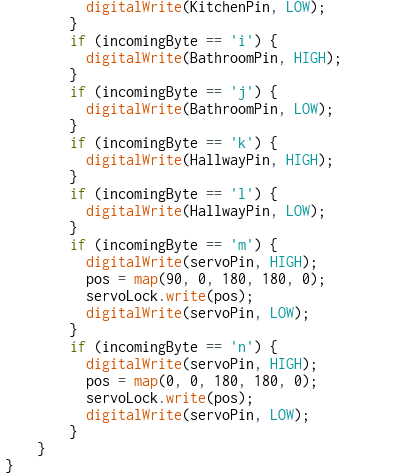 digitalWrite(KitchenPin, LOW);
}
if (incomingByte == 'i') {
digitalWrite(BathroomPin, HIGH);
}
if (incomingByte == 'j') {
digitalWrite(BathroomPin, LOW);
}
if (incomingByte == 'k') {
digitalWrite(HallwayPin, HIGH);
}
if (incomingByte == 'l') {
digitalWrite(HallwayPin, LOW);
}
if (incomingByte == 'm') {
digitalWrite(servoPin, HIGH);
pos = map(90, 0, 180, 180, 0);
servoLock.write(pos);
digitalWrite(servoPin, LOW);
}
if (incomingByte == 'n') {
digitalWrite(servoPin, HIGH);
pos = map(0, 0, 180, 180, 0);
servoLock.write(pos);
digitalWrite(servoPin, LOW);
}
}
}